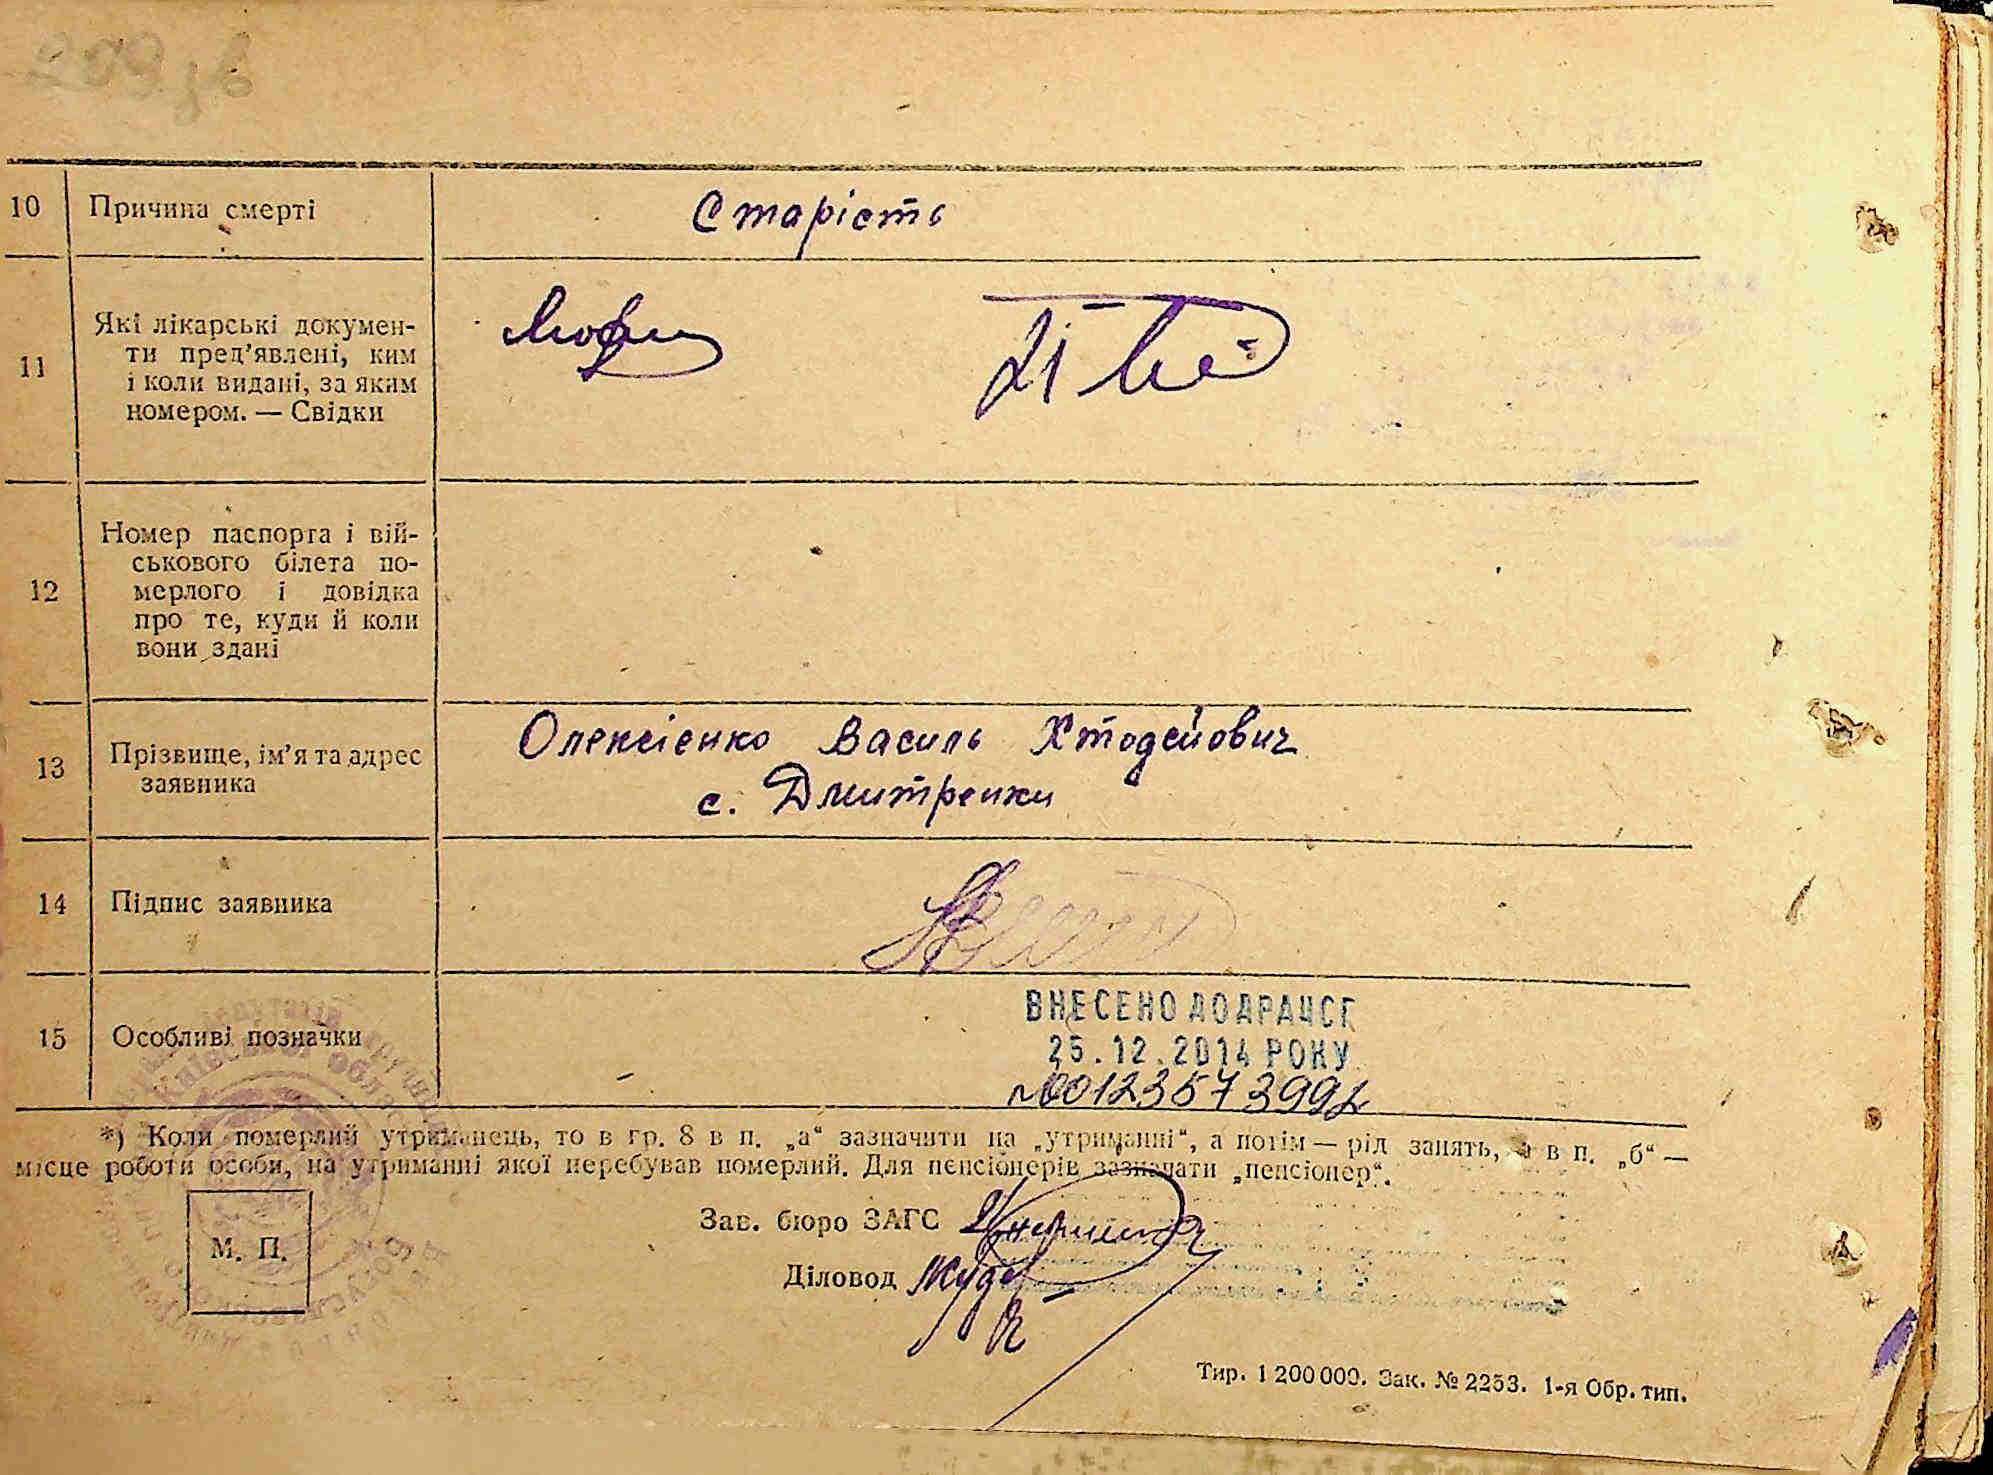 10 Причина смерті Старість
11 Які лікарські докумен-
ти пред’явлені, ким
і коли видані, за яким
номером. — Свідки
12 Номер паспорта і вій-
ськового білета по-
мерлого і довідка
про те, куди й коли
вони здані
13 Прізвище, ім’я та адрес
заявника
Олексієнко Василь
с. Дмитренки
14 Підпис заявника
15 Особливі позначки
ВНЕСЕНО ДО ДРАЦСГ
25.12.2014 РОКУ
№00123573992
*) Коли померлий утриманець, то в гр. 8 в п. „а“ зазначити на „утриманні“, а потім — рід занять, а в п. „б“ —
місце роботи особи, на утриманні якої перебував померлий. Для пенсіонерів зазначати „пенсіонер“.
Зав. бюро ЗАГС
М. П.
Діловод
Тир. 1 200 000. Зак. № 2253. 1-я Обр. тип.